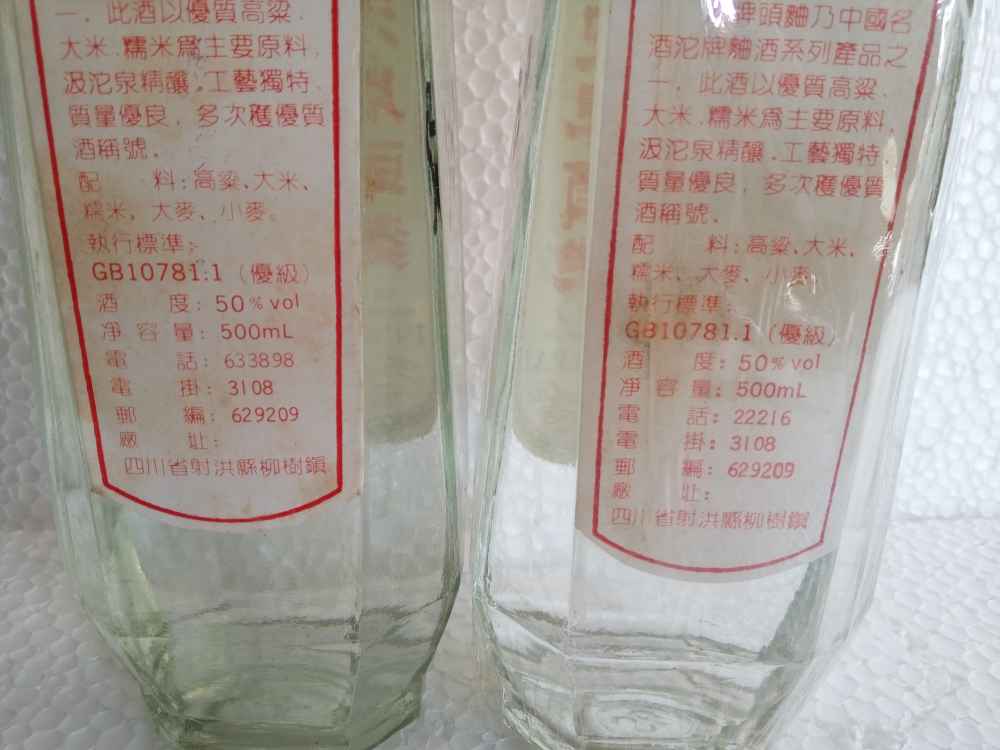 一. 此酒以優質高粱.
大米.糯米爲主要原料,
汲沱泉精釀.工藝獨特.
質量優良, 多次獲優質
酒稱號.
配 料:高粱.大米、
糯米、大麥、小麥。
執行標準:
GB10781.1 (優級)
酒 度: 50%vol
净容量: 500mL
電 話: 633898
電 掛: 3108
郵 編: 629209
廠 址:
四川省射洪縣柳樹鎮
牌頭麯乃中國名
酒沱牌麯酒系列產品之
一, 此酒以優質高粱.
大米.糯米爲主要原料,
汲沱泉精釀.工藝獨特
質量優良, 多次獲優質
酒稱號、
配 料:高粱.大米、
糯米、大麥、小麥
執行標準:
GB10781.1 (優級)
酒 度: 50%vol
净容量: 500mL
電 話: 22216
電 掛: 3108
郵 編: 629209
廠 址:
四川省射洪縣柳樹鎮